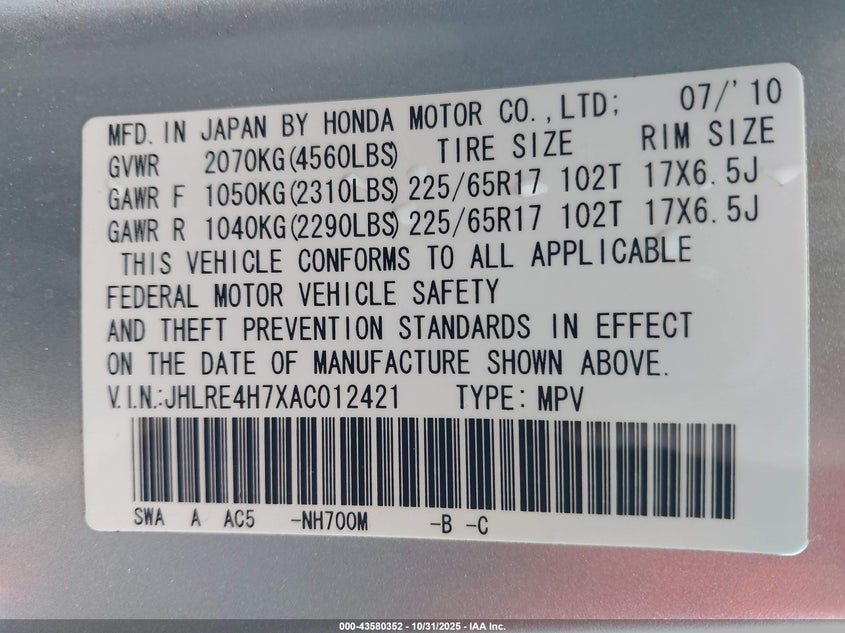 MFD. IN JAPAN BY HONDA MOTOR CO., LTD; 07/'10
GVWR 2070KG(4560LBS) TIRE SIZE RIM SIZE
GAWR F 1050KG(2310LBS) 225/65R17 102T 17X6.5J
GAWR R 1040KG(2290LBS) 225/65R17 102T 17X6.5J
THIS VEHICLE CONFORMS TO ALL APPLICABLE
FEDERAL MOTOR VEHICLE SAFETY
AND THEFT PREVENTION STANDARDS IN EFFECT
ON THE DATE OF MANUFACTURE SHOWN ABOVE.
V.I.N.:JHLRE4H7XAC012421 TYPE: MPV
SWA A AC5 -NH700M -B -C
000-43580352 | 10/31/2025 - IAA Inc.